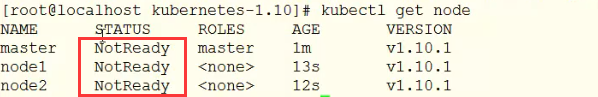 [root@localhost kubernetes-1.10]# kubectl get node
NAME STATUS ROLES AGE VERSION
master NotReady master 1m v1.10.1
node1 NotReady <none> 13s v1.10.1
node2 NotReady <none> 12s v1.10.1